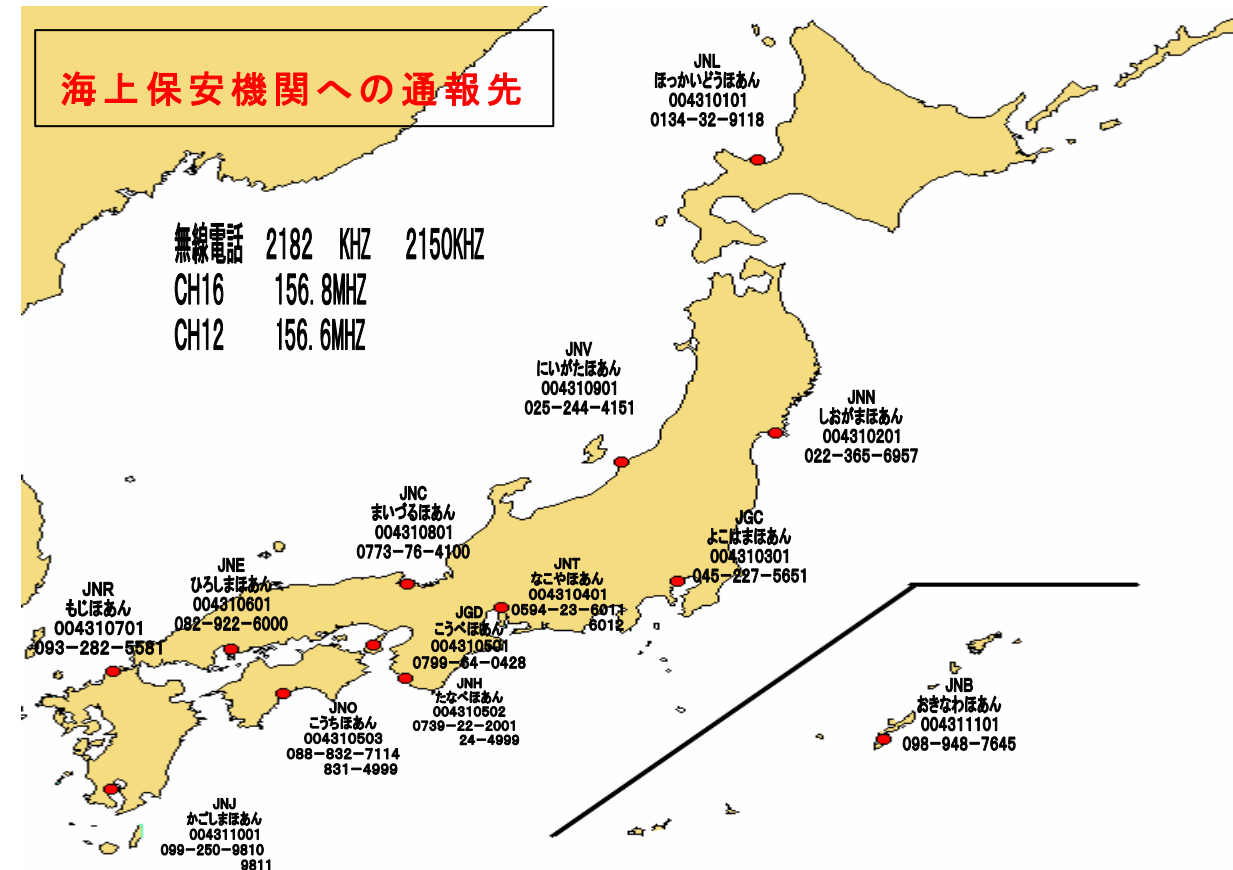 海上保安機関への通報先
JNL
ほっかいどうほあん
004310101
0134-32-9118
無線電話 2182 KHZ 2150KHZ
CH16 156.8MHZ
CH12 156.6MHZ
JNV
にいがたほあん
004310901
025-244-4151
JNN
しおがまほあん
004310201
022-365-6957
JNC
まいづるほあん
004310801
0773-76-4100
JGC
よこはまほあん
004310301
045-227-5651
JNE
ひろしまほあん
004310601
082-922-6000
JNT
なごやほあん
004310401
0594-23-6011
6012
JNR
もじほあん
004310701
093-282-5581
JGD
こうべほあん
004310501
0799-64-0428
JNH
たなべほあん
004310502
0739-22-2001
24-4999
JNO
こうちほあん
004310503
088-832-7114
831-4999
JNB
おきなわほあん
004311101
098-948-7645
JNJ
かごしまほあん
004311001
099-250-9810
9811